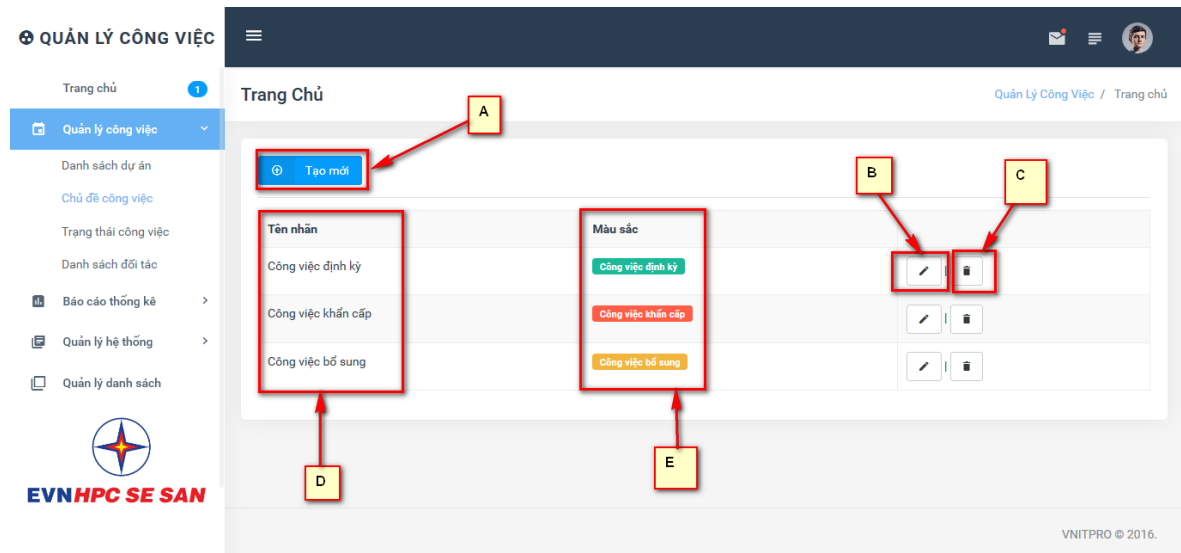 QUẢN LÝ CÔNG VIỆC
Trang chủ 1
Quản lý công việc
Danh sách dự án
Chủ đề công việc
Trạng thái công việc
Danh sách đối tác
Báo cáo thống kê
Quản lý hệ thống
Quản lý danh sách
EVNHPC SE SAN
Trang Chủ
Quản Lý Công Việc / Trang chủ
A
Tạo mới
B
C
Tên nhãn Màu sắc
Công việc định kỳ Công việc định kỳ |
Công việc khẩn cấp Công việc khẩn cấp |
Công việc bổ sung Công việc bổ sung |
D
E
VNITPRO © 2016.